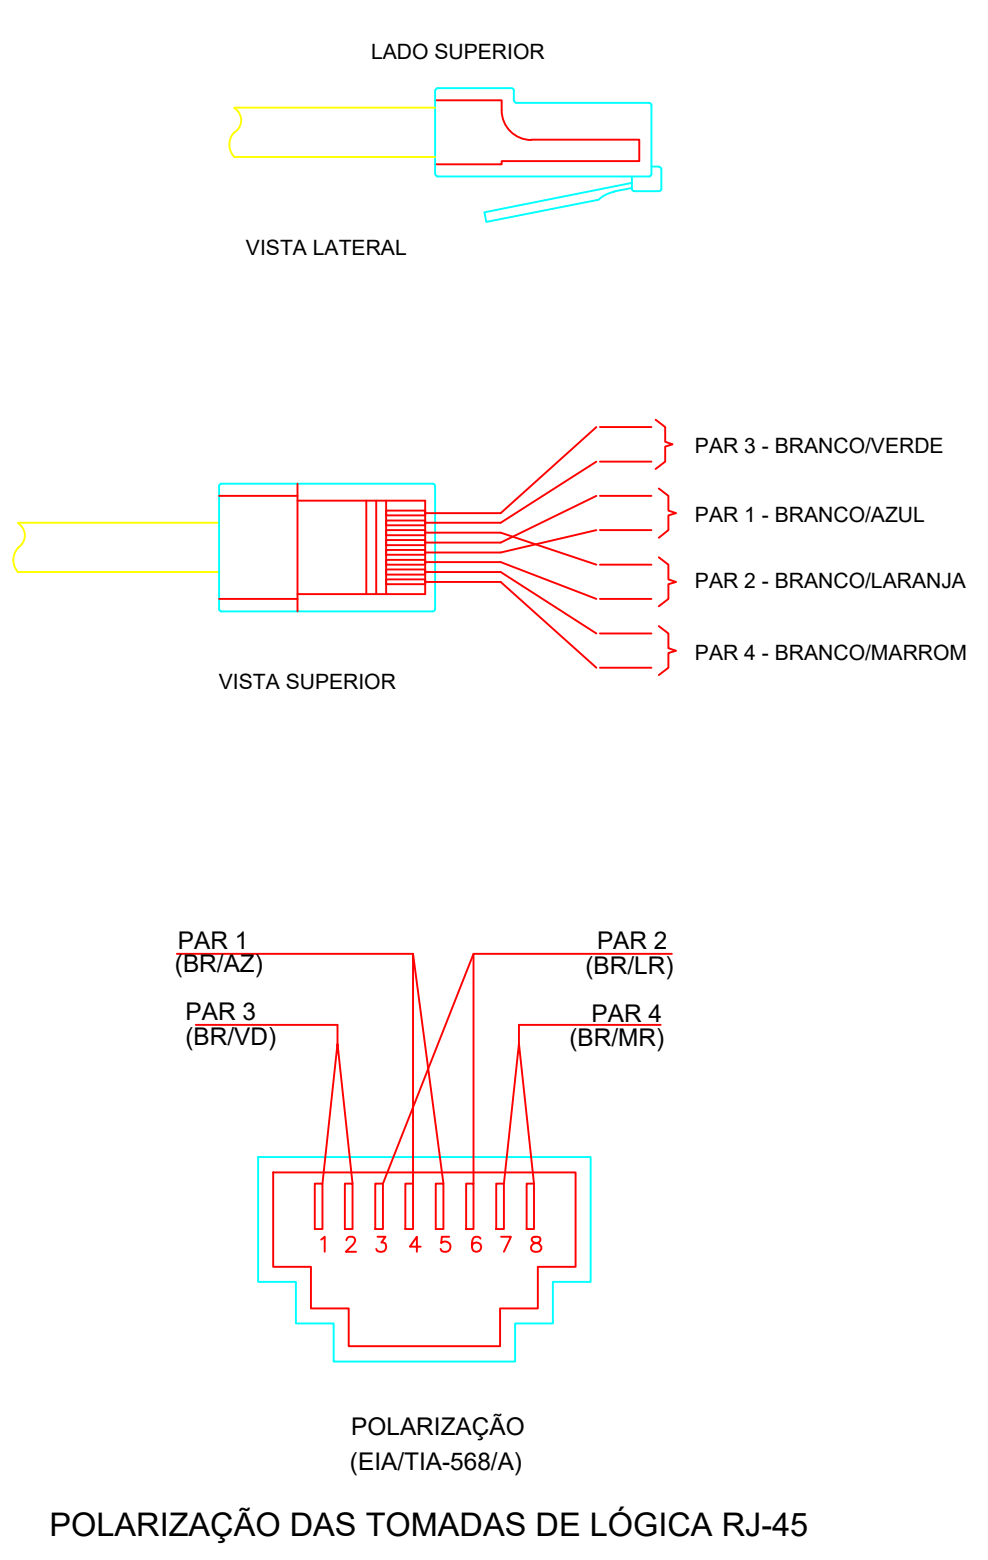 LADO SUPERIOR
VISTA LATERAL
PAR 3 - BRANCO/VERDE
PAR 1 - BRANCO/AZUL
PAR 2 - BRANCO/LARANJA
PAR 4 - BRANCO/MARROM
VISTA SUPERIOR
PAR 1
(BR/AZ)
PAR 2
(BR/LR)
PAR 3
(BR/VD)
PAR 4
(BR/MR)
1 2 3 4 5 6 7 8
POLARIZAÇÃO
(EIA/TIA-568/A)
POLARIZAÇÃO DAS TOMADAS DE LÓGICA RJ-45